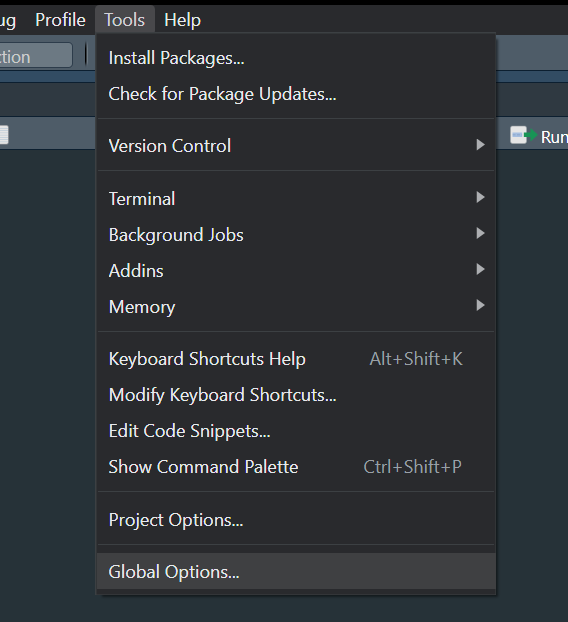 ug Profile Tools Help
ction
Install Packages...
Check for Package Updates...
Version Control
Run
Terminal
Background Jobs
Addins
Memory
Keyboard Shortcuts Help Alt+Shift+K
Modify Keyboard Shortcuts...
Edit Code Snippets...
Show Command Palette Ctrl+Shift+P
Project Options...
Global Options...